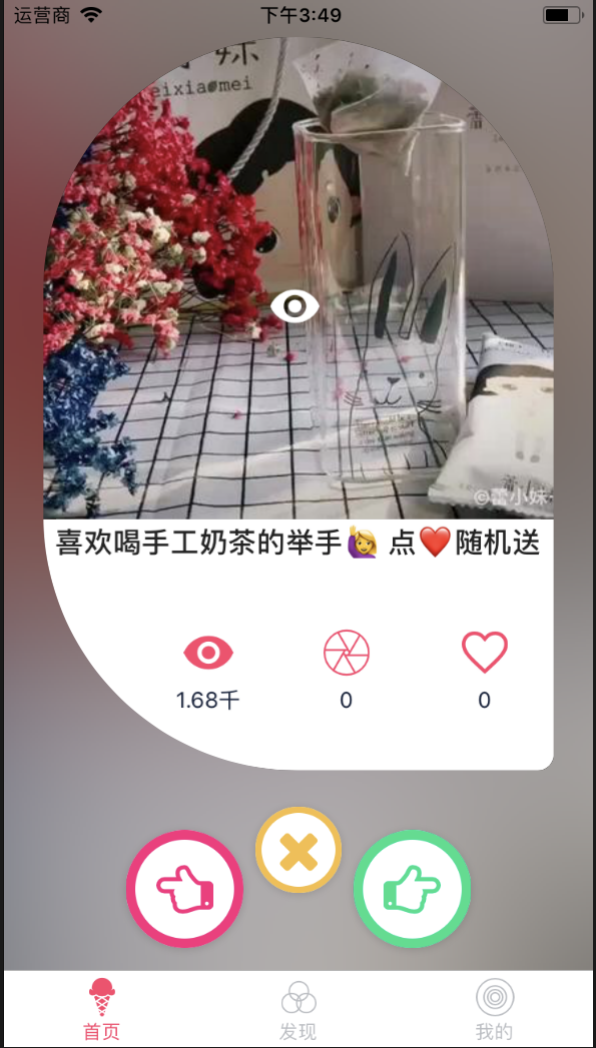 运营商
下午3:49
eixiaomei
©蕾小妹
喜欢喝手工奶茶的举手🙋‍♀️ 点❤️随机送
1.68千
0
0
首页
发现
我的